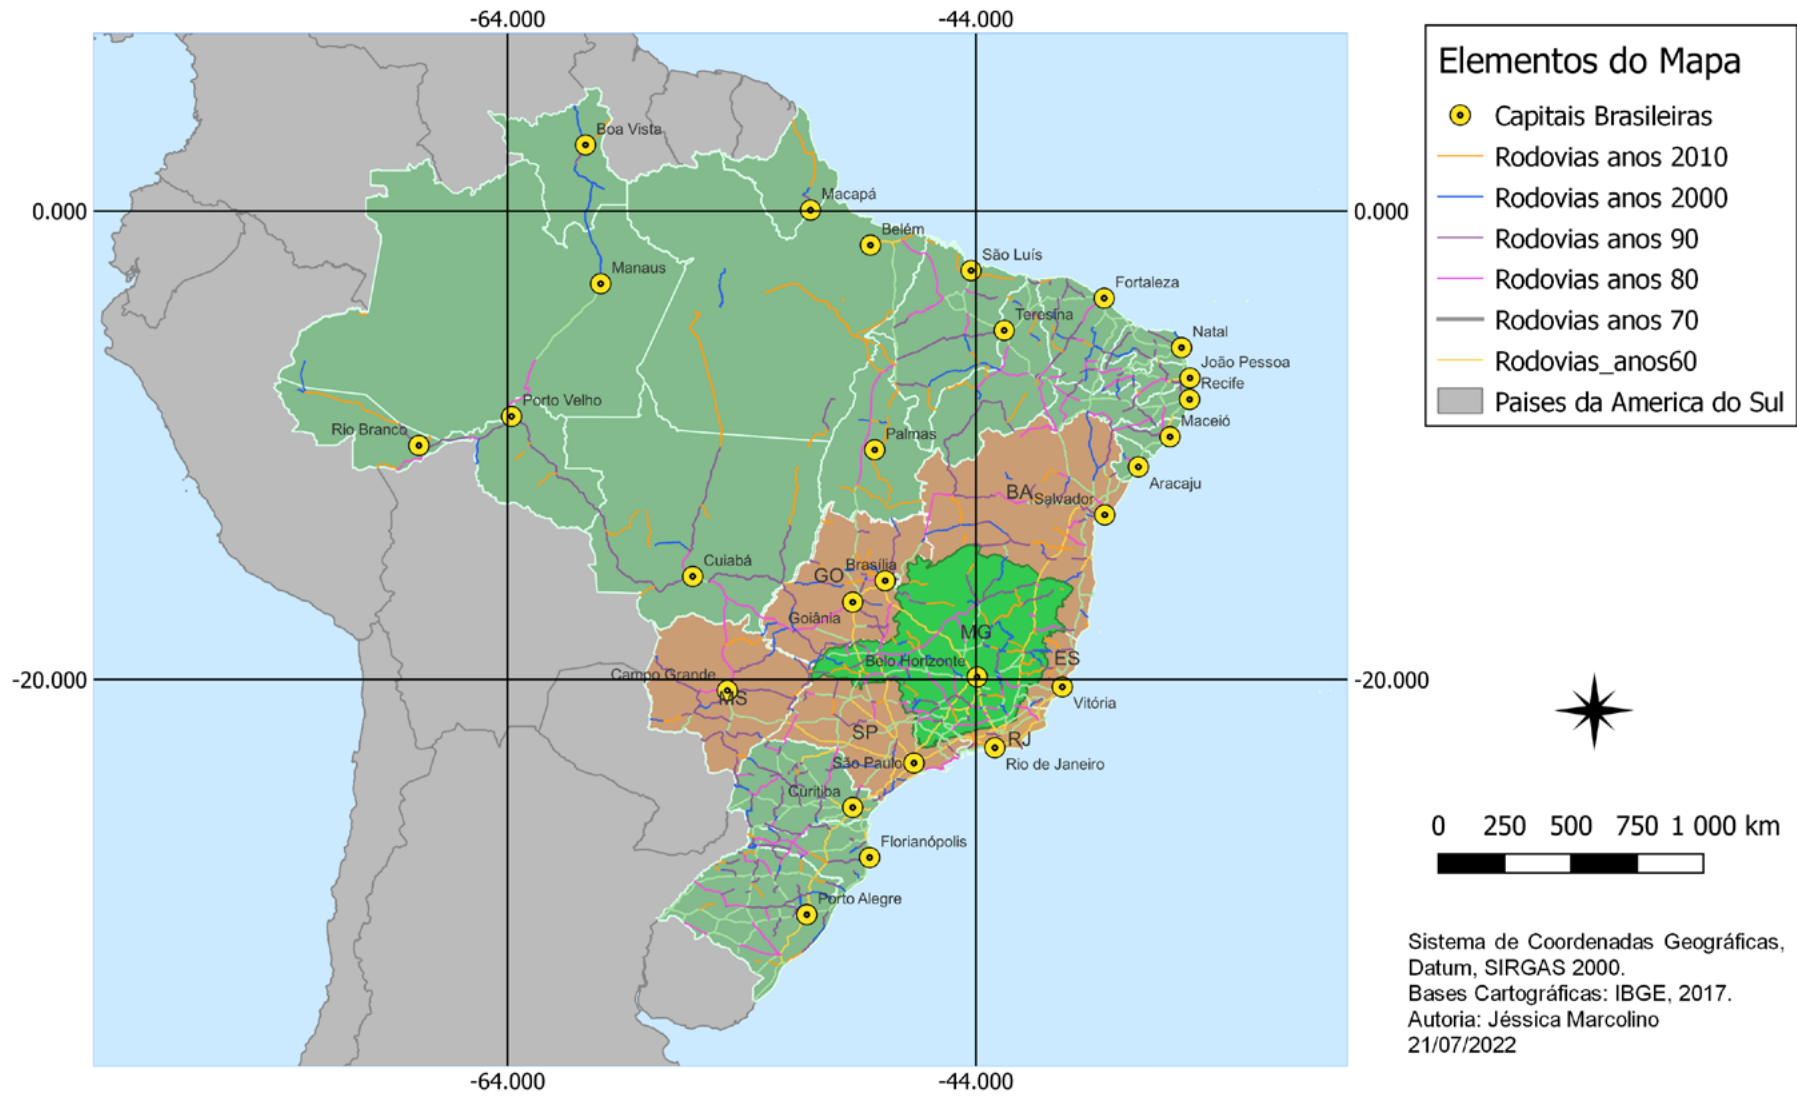 -64.000
-44.000
Elementos do Mapa
Capitais Brasileiras
Rodovias anos 2010
Rodovias anos 2000
Rodovias anos 90
Rodovias anos 80
Rodovias anos 70
Rodovias_anos60
Paises da America do Sul
Boa Vista
Macapá
0.000
0.000
Belém
São Luís
Manaus
Fortaleza
Teresina
Natal
João Pessoa
Recife
Porto Velho
Maceió
Rio Branco
Palmas
Aracaju
BA
Salvador
Cuiabá
Brasília
GO
Goiânia
MG
Belo Horizonte
ES
-20.000
-20.000
Campo Grande
MS
Vitória
SP
RJ
São Paulo
Rio de Janeiro
Curitiba
0 250 500 750 1 000 km
Florianópolis
Porto Alegre
Sistema de Coordenadas Geográficas,
Datum, SIRGAS 2000.
Bases Cartográficas: IBGE, 2017.
Autoria: Jéssica Marcolino
21/07/2022
-64.000
-44.000